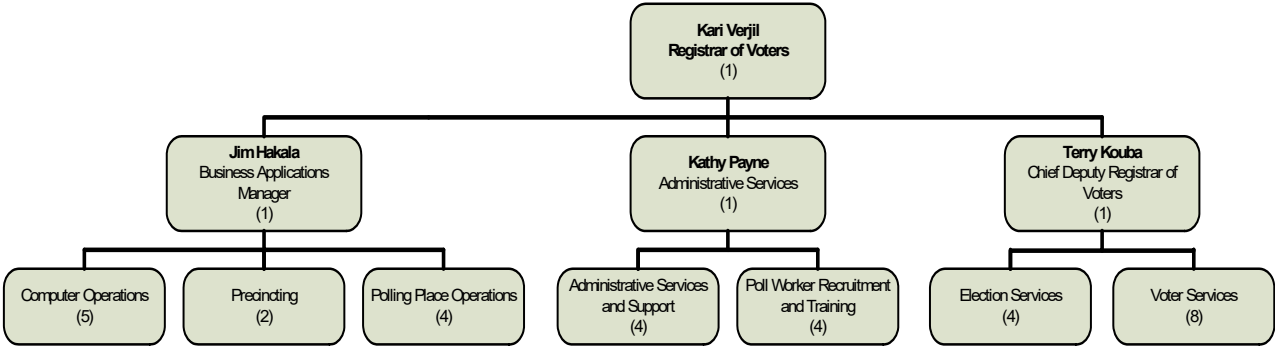 Kari Verjil
Registrar of Voters
(1)
Jim Hakala
Business Applications
Manager
(1)
Kathy Payne
Administrative Services
(1)
Terry Kouba
Chief Deputy Registrar of
Voters
(1)
Computer Operations
(5)
Precincting
(2)
Polling Place Operations
(4)
Administrative Services
and Support
(4)
Poll Worker Recruitment
and Training
(4)
Election Services
(4)
Voter Services
(8)